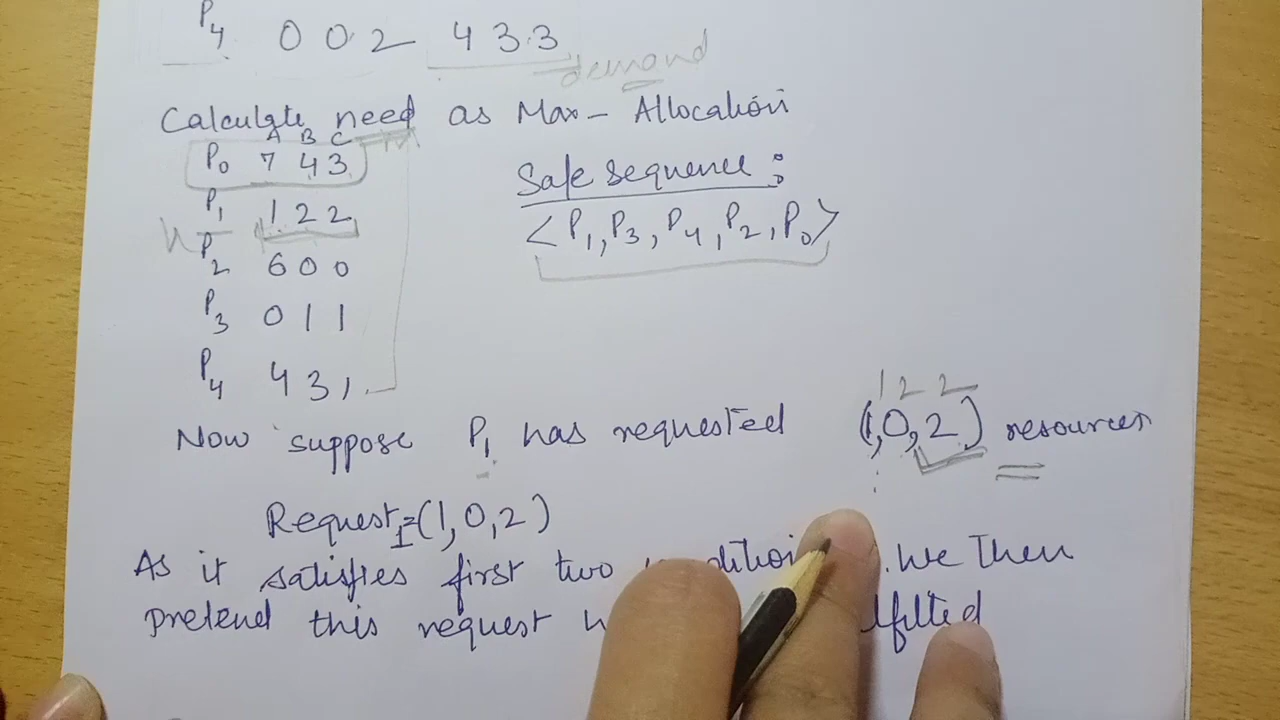 P4 0 0 2 4 3 3
demand
Calculate need as Max - Allocation
A B C
P0 7 4 3
Safe sequence :
P1 1 2 2
< P1, P3, P4, P2, P0 >
P2 6 0 0
P3 0 1 1
P4 4 3 1
1 2 2
Now suppose P1 has requested (1,0,2) resources
Request1=(1,0,2)
As it satisfies first two . We then
pretend this request